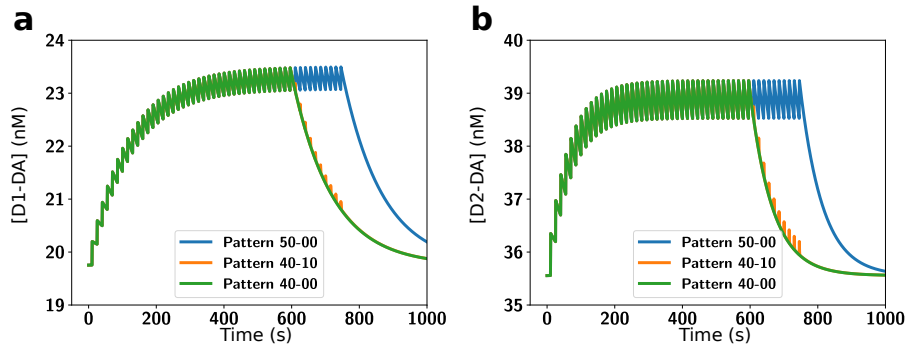 a
24
23
22
21
20
19
[D1-DA] (nM)
0
200
400
600
800
1000
Time (s)
Pattern 50-00
Pattern 40-10
Pattern 40-00
b
40
39
38
37
36
35
[D2-DA] (nM)
0
200
400
600
800
1000
Time (s)
Pattern 50-00
Pattern 40-10
Pattern 40-00